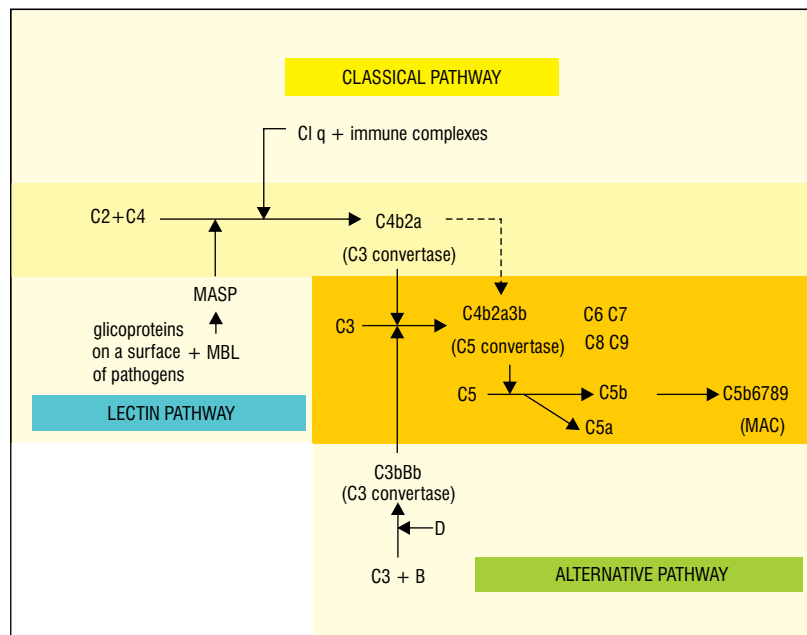 CLASSICAL PATHWAY
CI q + immune complexes
C2+C4
C4b2a
(C3 convertase)
MASP
glicoproteins
on a surface + MBL
of pathogens
LECTIN PATHWAY
C3
C4b2a3b
(C5 convertase)
C6 C7
C8 C9
C5
C5b
C5b6789
(MAC)
C5a
C3bBb
(C3 convertase)
D
C3 + B
ALTERNATIVE PATHWAY